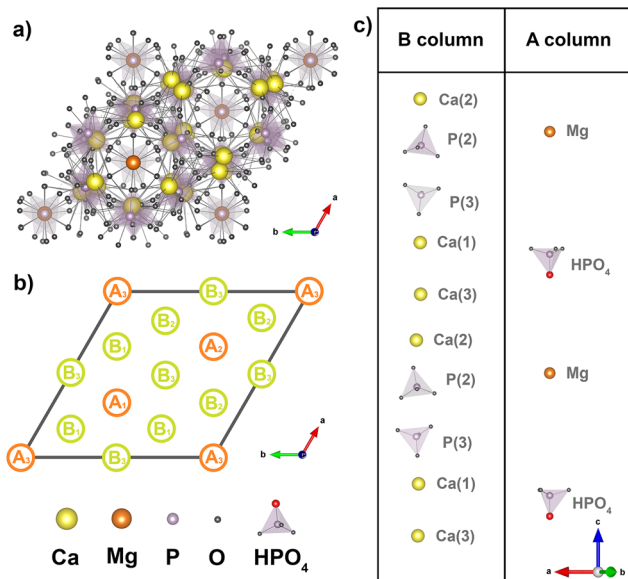 a)
a
b
b)
A₃ B₃ A₃
B₂ B₂
B₁ A₂
B₃ B₃ B₃
A₁ B₂
B₁ B₁
A₃ B₃ A₃
a
b
Ca Mg P O HPO₄
c)
B column A column
Ca(2)
Mg
P(2)
P(3)
Ca(1)
HPO₄
Ca(3)
Ca(2)
Mg
P(2)
P(3)
Ca(1)
HPO₄
Ca(3)
c
a b